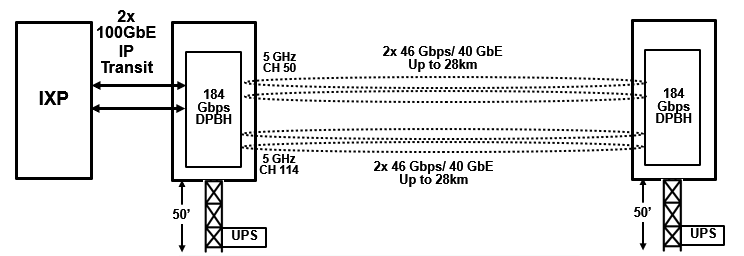 2x
100GbE
IP
Transit
IXP
184
Gbps
DPBH
5 GHz
CH 50
2x 46 Gbps/ 40 GbE
Up to 28km
184
Gbps
DPBH
5 GHz
CH 114
2x 46 Gbps/ 40 GbE
Up to 28km
50'
UPS
50'
UPS